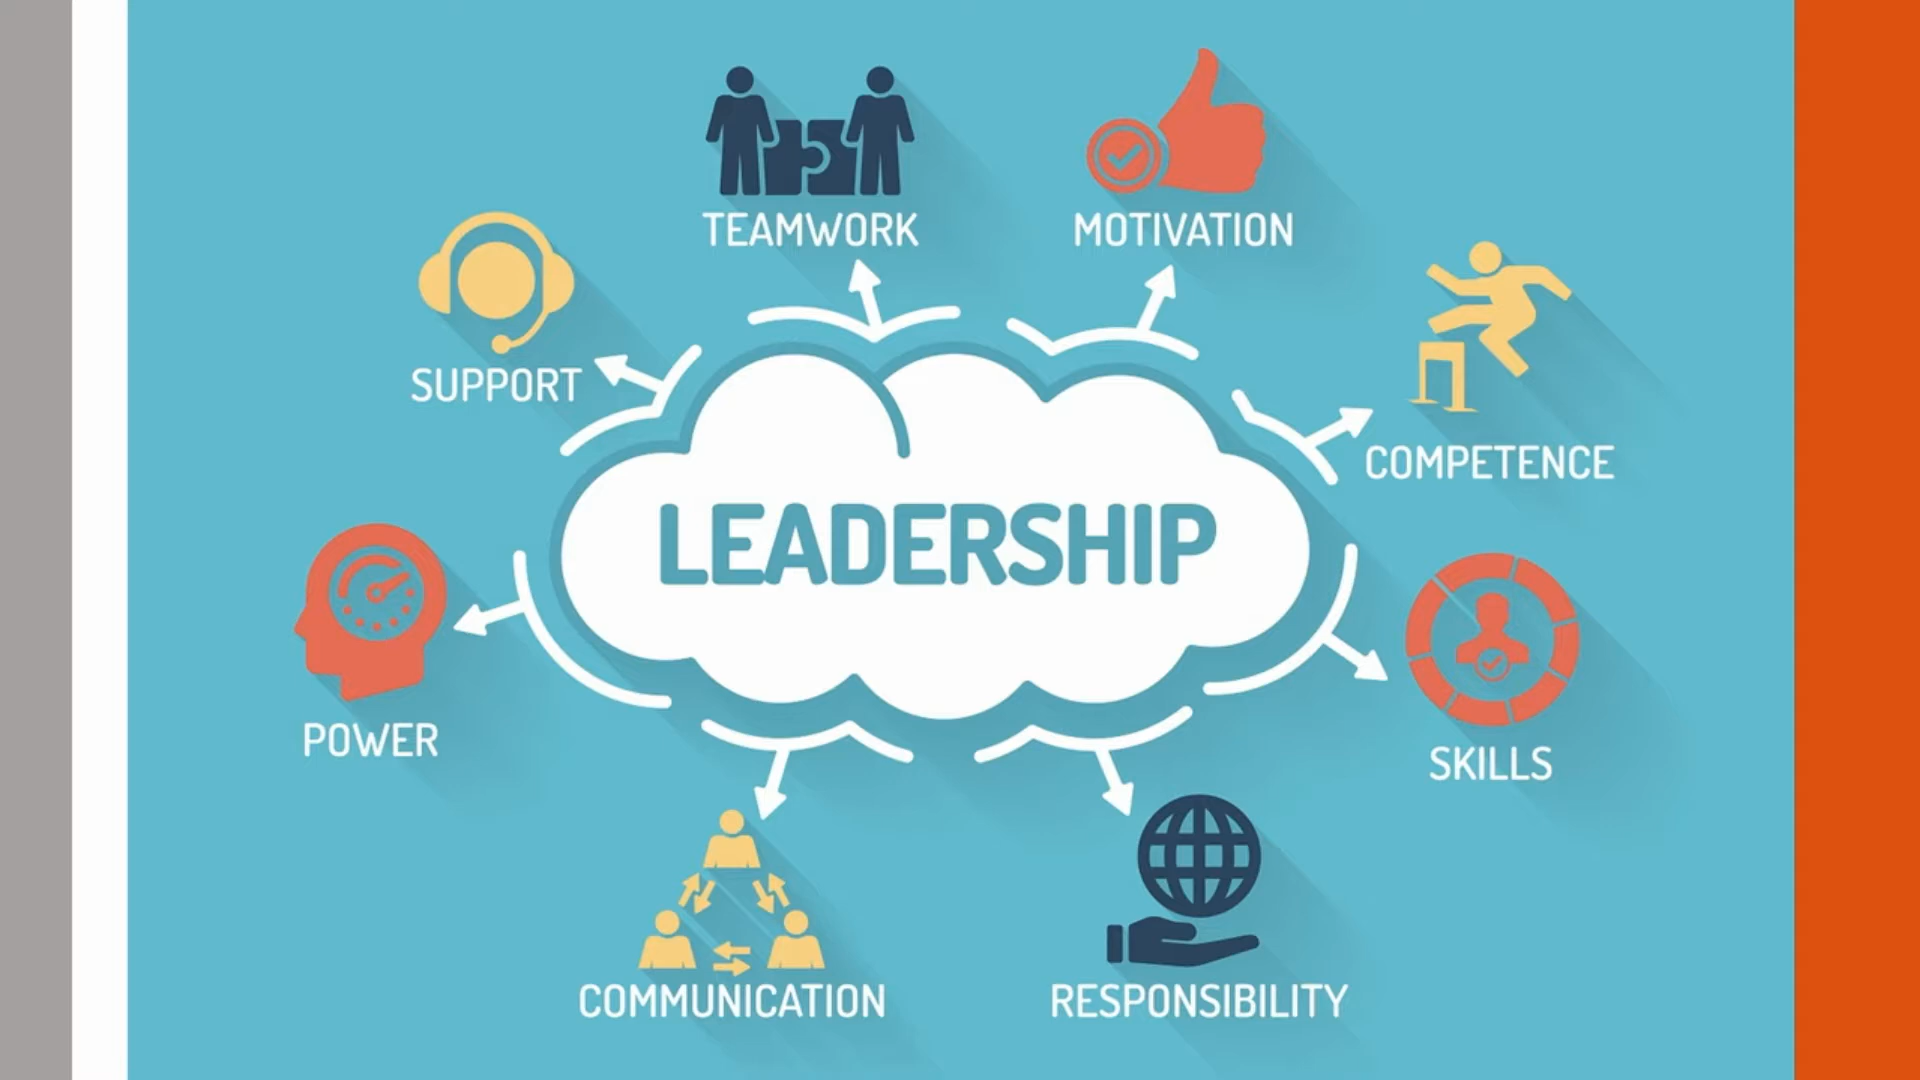 TEAMWORK
MOTIVATION
SUPPORT
COMPETENCE
LEADERSHIP
POWER
SKILLS
COMMUNICATION
RESPONSIBILITY